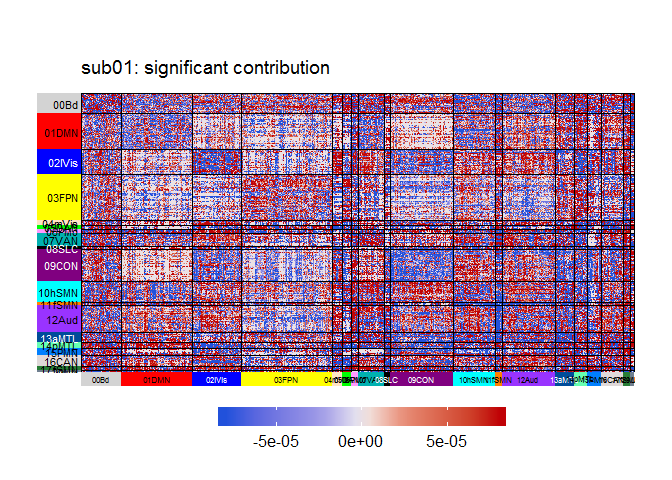 sub01: significant contribution
00Bd
01DMN
02lVis
03FPN
04mVis
07VAN
08SLC
09CON
10hSMN
11fSMN
12Aud
13aMTL
15PMN
16CAN
00Bd 01DMN 02lVis 03FPN 09CON 10hSMN 12Aud
-5e-05 0e+00 5e-05